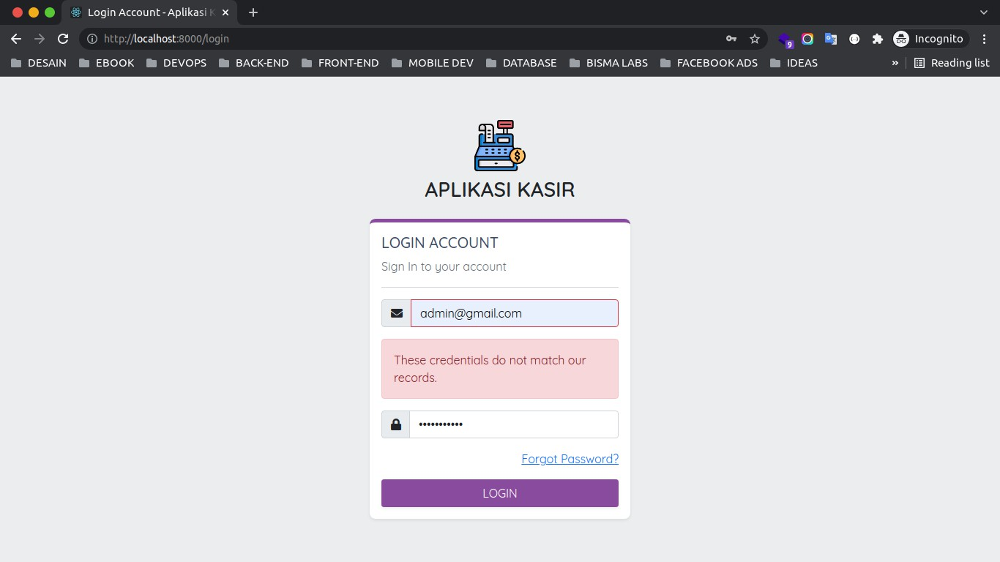 Login Account - Aplikasi K
http://localhost:8000/login
9
Incognito
DESAIN EBOOK DEVOPS BACK-END FRONT-END MOBILE DEV DATABASE BISMA LABS FACEBOOK ADS IDEAS » Reading list
$
APLIKASI KASIR
LOGIN ACCOUNT
Sign In to your account
admin@gmail.com
These credentials do not match our
records.
•••••••••••
Forgot Password?
LOGIN